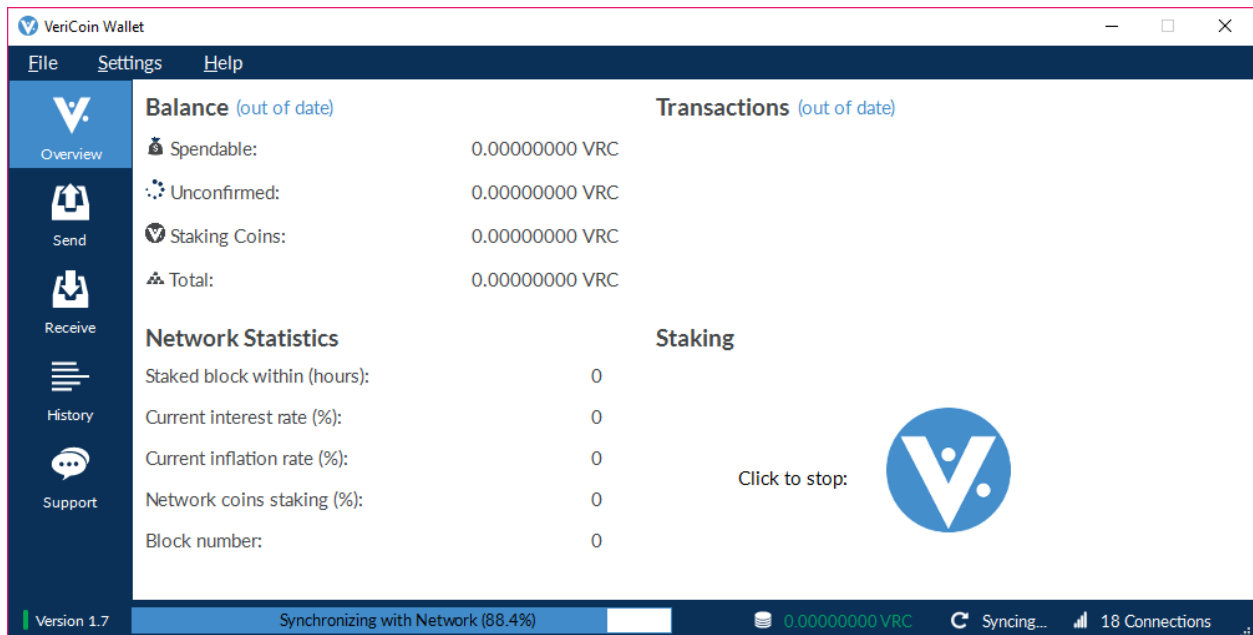 VeriCoin Wallet
File Settings Help
Overview
Send
Receive
History
Support
Balance (out of date)
Spendable: 0.00000000 VRC
Unconfirmed: 0.00000000 VRC
Staking Coins: 0.00000000 VRC
Total: 0.00000000 VRC
Transactions (out of date)
Network Statistics
Staked block within (hours): 0
Current interest rate (%): 0
Current inflation rate (%): 0
Network coins staking (%): 0
Block number: 0
Staking
Click to stop:
Version 1.7 Synchronizing with Network (88.4%) 0.00000000 VRC Syncing... 18 Connections